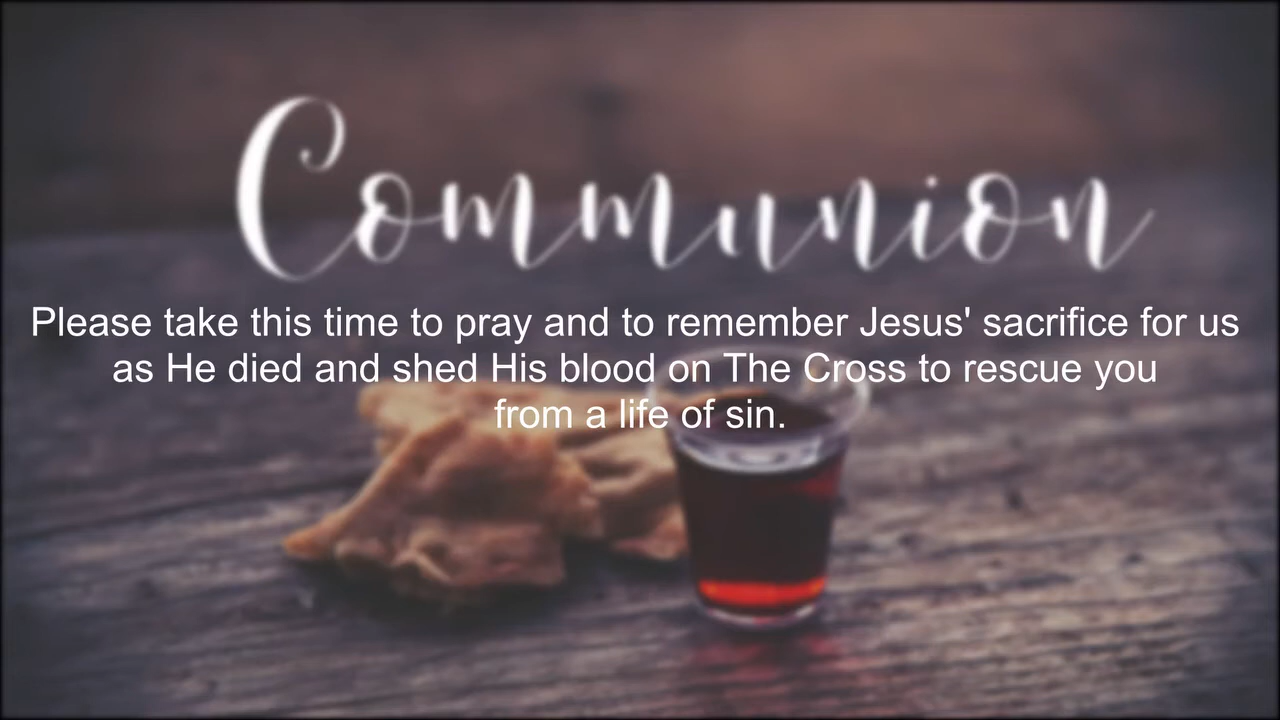 Communion
Please take this time to pray and to remember Jesus' sacrifice for us
as He died and shed His blood on The Cross to rescue you
from a life of sin.